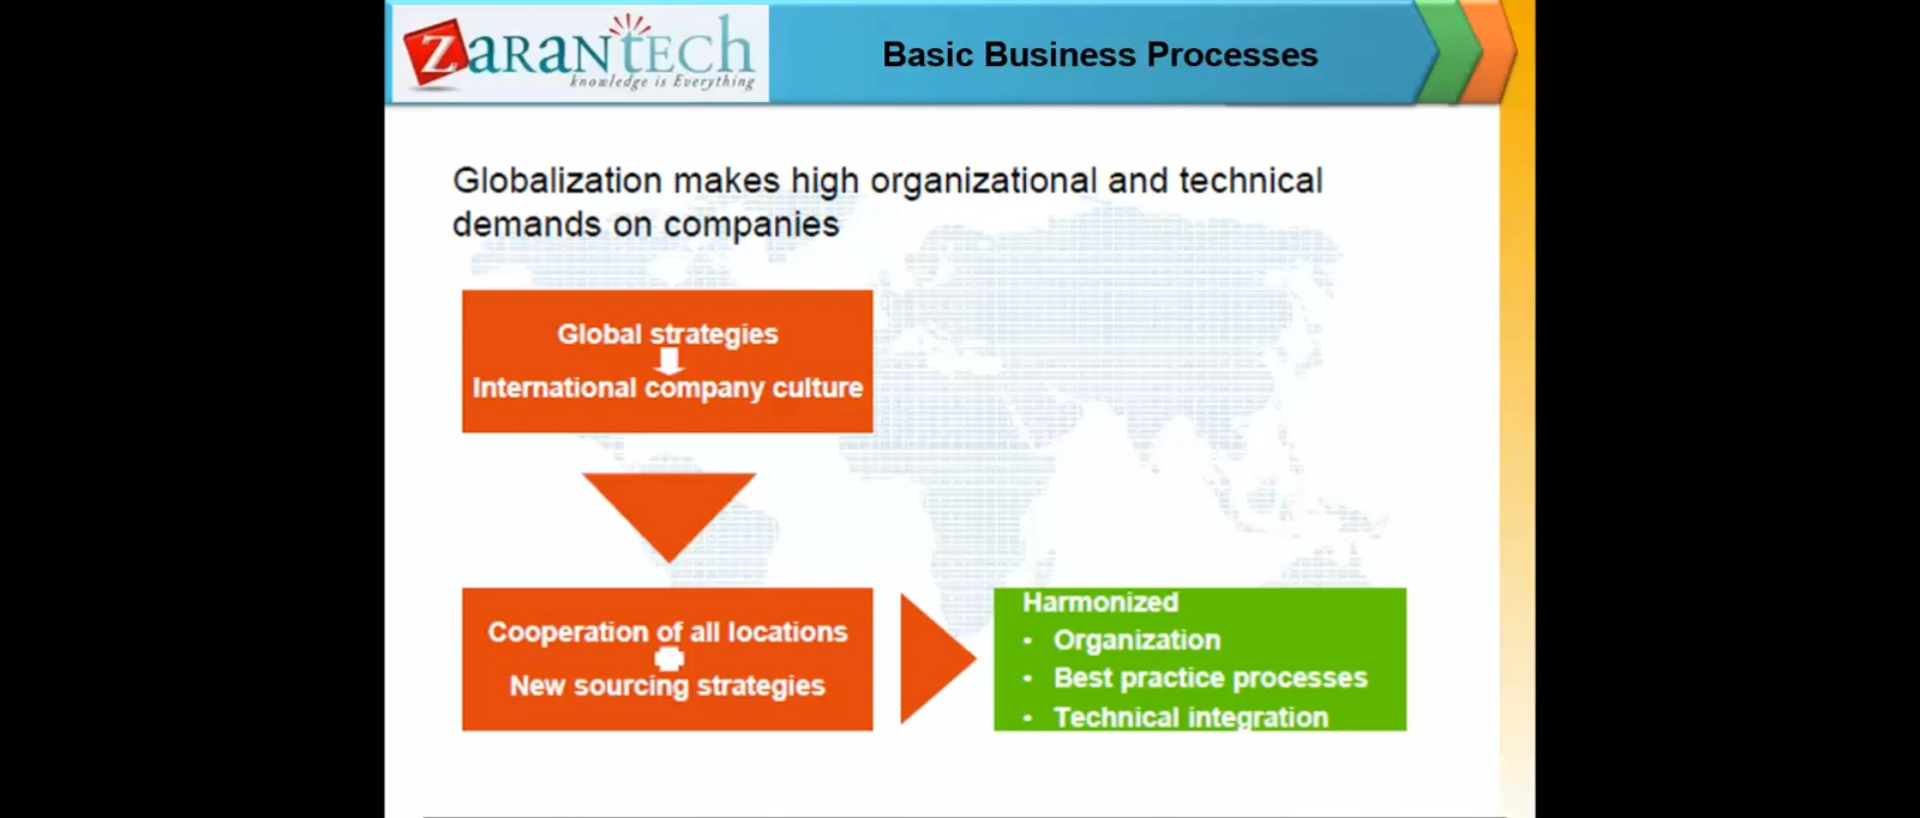 ZARANTECH
knowledge is Everything
Basic Business Processes
Globalization makes high organizational and technical
demands on companies
Global strategies
International company culture
Cooperation of all locations
New sourcing strategies
Harmonized
• Organization
• Best practice processes
• Technical integration